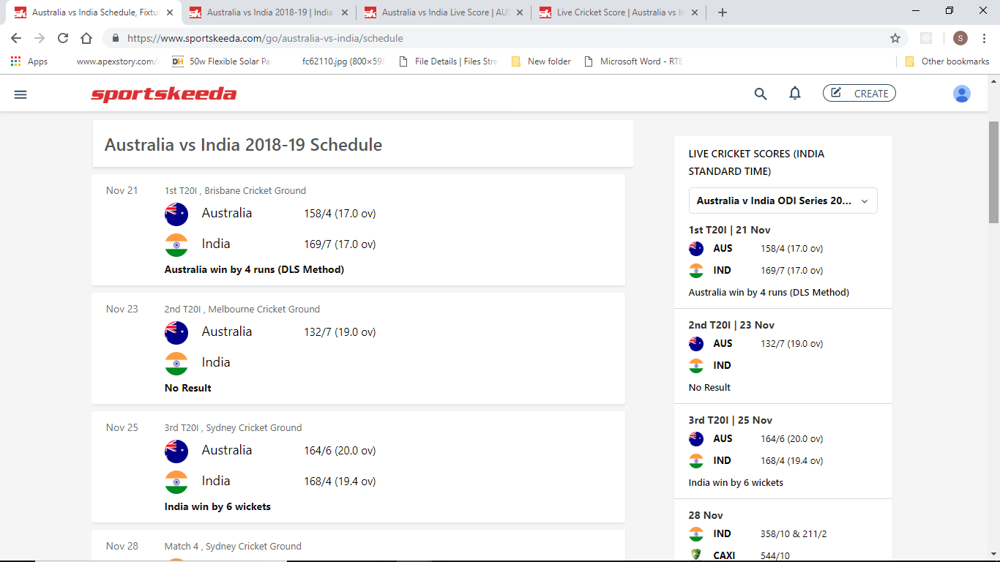 Australia vs India Schedule, Fixtu
Australia vs India 2018-19 | India
Australia vs India Live Score | AUS
Live Cricket Score | Australia vs In
https://www.sportskeeda.com/go/australia-vs-india/schedule
S
Apps
www.apexstory.com/
50w Flexible Solar Pa
fc62110.jpg (800×598
File Details | Files Stre
New folder
Microsoft Word - RTE
Other bookmarks
sportskeeda
CREATE
Australia vs India 2018-19 Schedule
Nov 21
1st T20I , Brisbane Cricket Ground
Australia 158/4 (17.0 ov)
India 169/7 (17.0 ov)
Australia win by 4 runs (DLS Method)
Nov 23
2nd T20I , Melbourne Cricket Ground
Australia 132/7 (19.0 ov)
India
No Result
Nov 25
3rd T20I , Sydney Cricket Ground
Australia 164/6 (20.0 ov)
India 168/4 (19.4 ov)
India win by 6 wickets
Nov 28
Match 4 , Sydney Cricket Ground
LIVE CRICKET SCORES (INDIA
STANDARD TIME)
Australia v India ODI Series 20...
1st T20I | 21 Nov
AUS 158/4 (17.0 ov)
IND 169/7 (17.0 ov)
Australia win by 4 runs (DLS Method)
2nd T20I | 23 Nov
AUS 132/7 (19.0 ov)
IND
No Result
3rd T20I | 25 Nov
AUS 164/6 (20.0 ov)
IND 168/4 (19.4 ov)
India win by 6 wickets
28 Nov
IND 358/10 & 211/2
CAXI 544/10